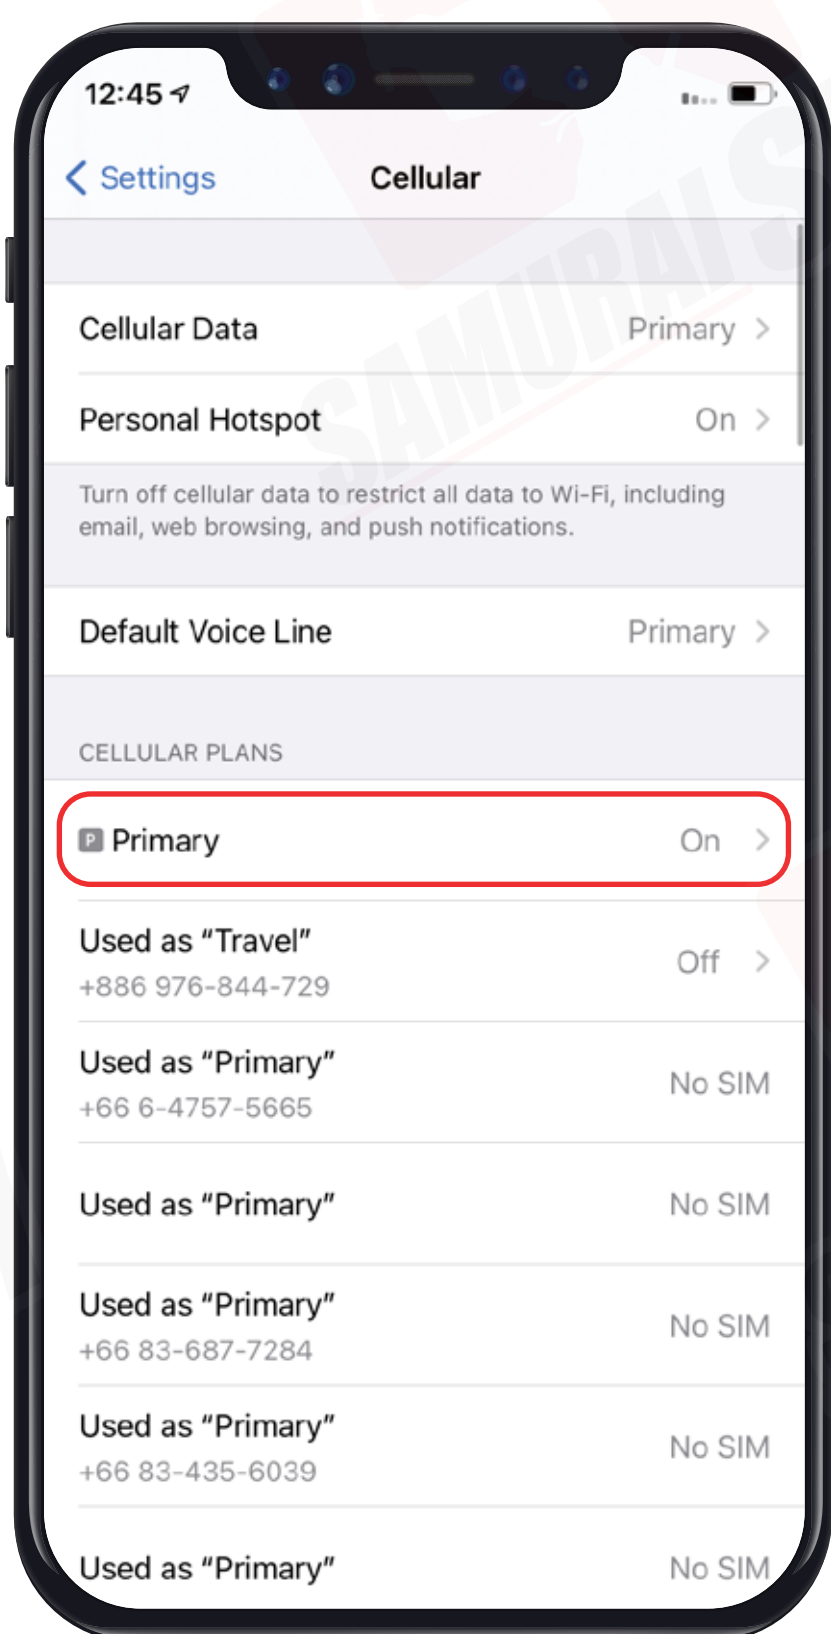 12:45
Settings
Cellular
Cellular Data
Primary
Personal Hotspot
On
Turn off cellular data to restrict all data to Wi-Fi, including
email, web browsing, and push notifications.
Default Voice Line
Primary
CELLULAR PLANS
P Primary
On
Used as “Travel”
+886 976-844-729
Off
Used as “Primary”
+66 6-4757-5665
No SIM
Used as “Primary”
No SIM
Used as “Primary”
+66 83-687-7284
No SIM
Used as “Primary”
+66 83-435-6039
No SIM
Used as “Primary”
No SIM
SAMURAI S